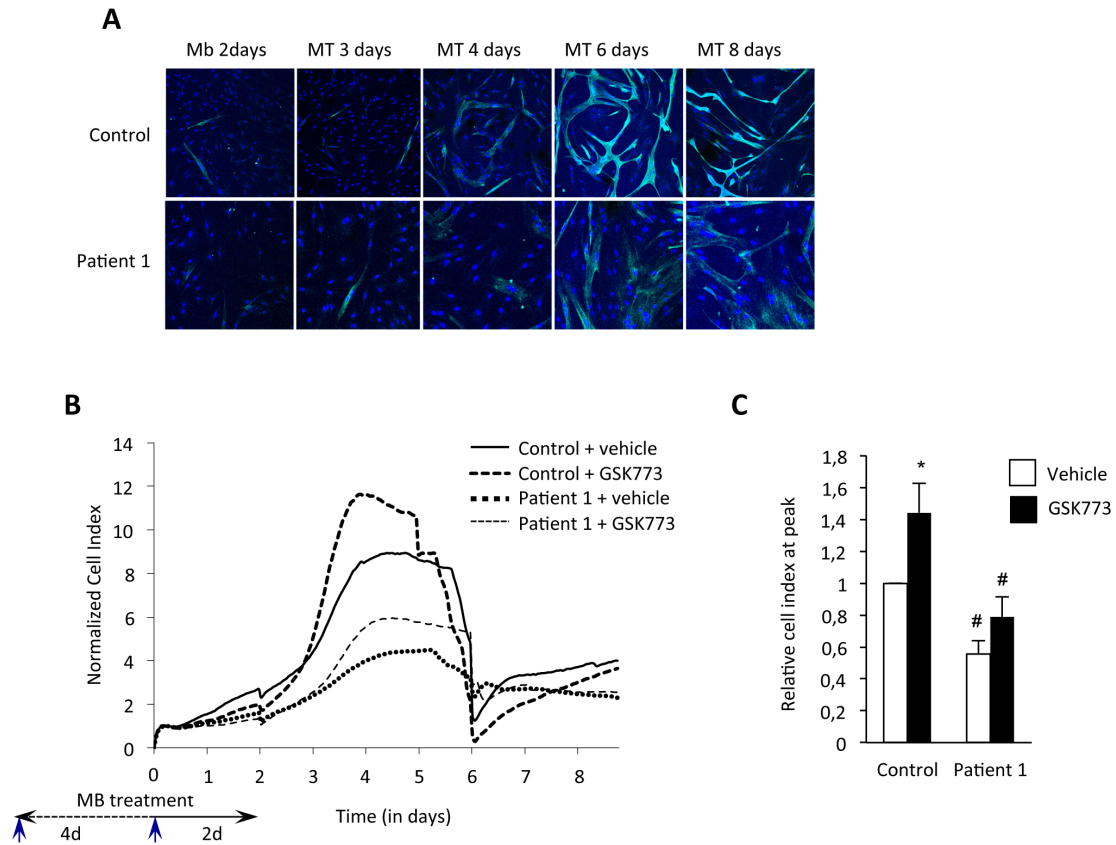 A
Mb 2days MT 3 days MT 4 days MT 6 days MT 8 days
Control
Patient 1
B
Normalized Cell Index
14
12
10
8
6
4
2
0
Control + vehicle
Control + GSK773
Patient 1 + vehicle
Patient 1 + GSK773
0 1 2 3 4 5 6 7 8
Time (in days)
MB treatment
4d 2d
C
Relative cell index at peak
1,8
1,6
1,4
1,2
1
0,8
0,6
0,4
0,2
0
*
#
#
Vehicle
GSK773
Control Patient 1